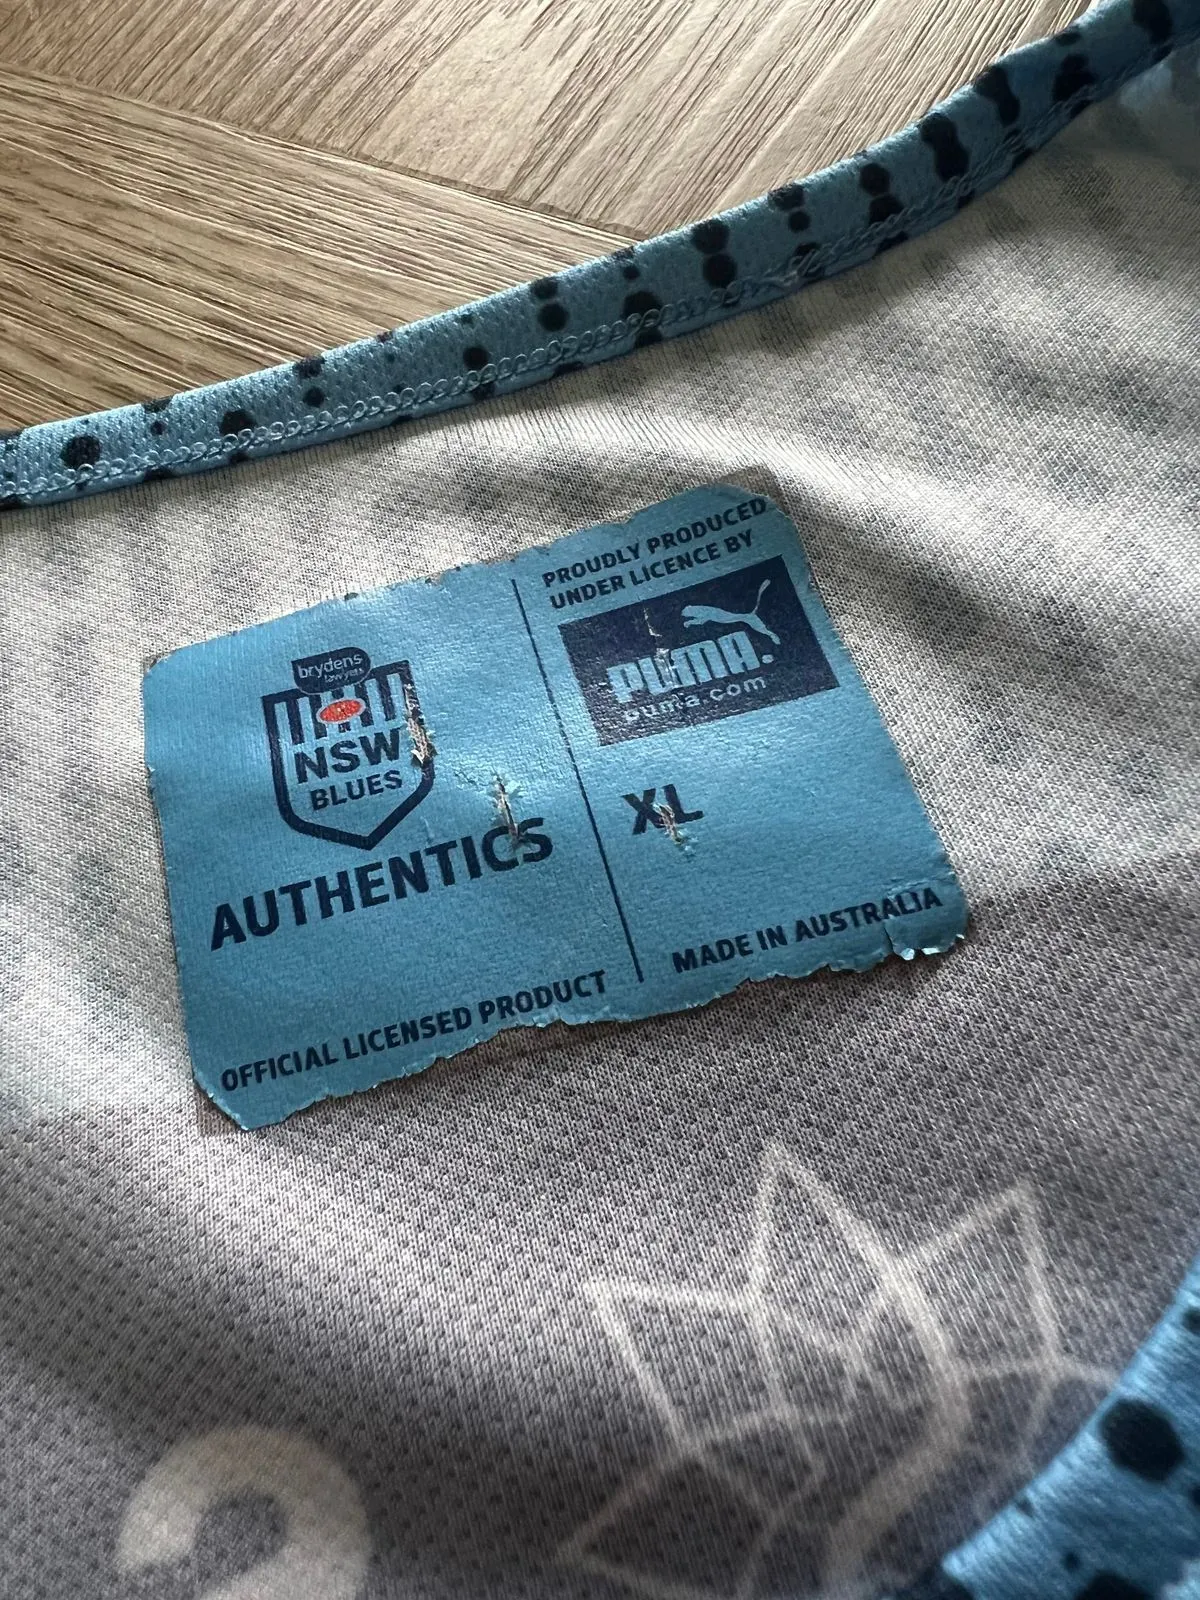 brydens
lawyers
NSW
BLUES
AUTHENTICS
OFFICIAL LICENSED PRODUCT
PROUDLY PRODUCED
UNDER LICENCE BY
PUMA.
puma.com
XL
MADE IN AUSTRALIA